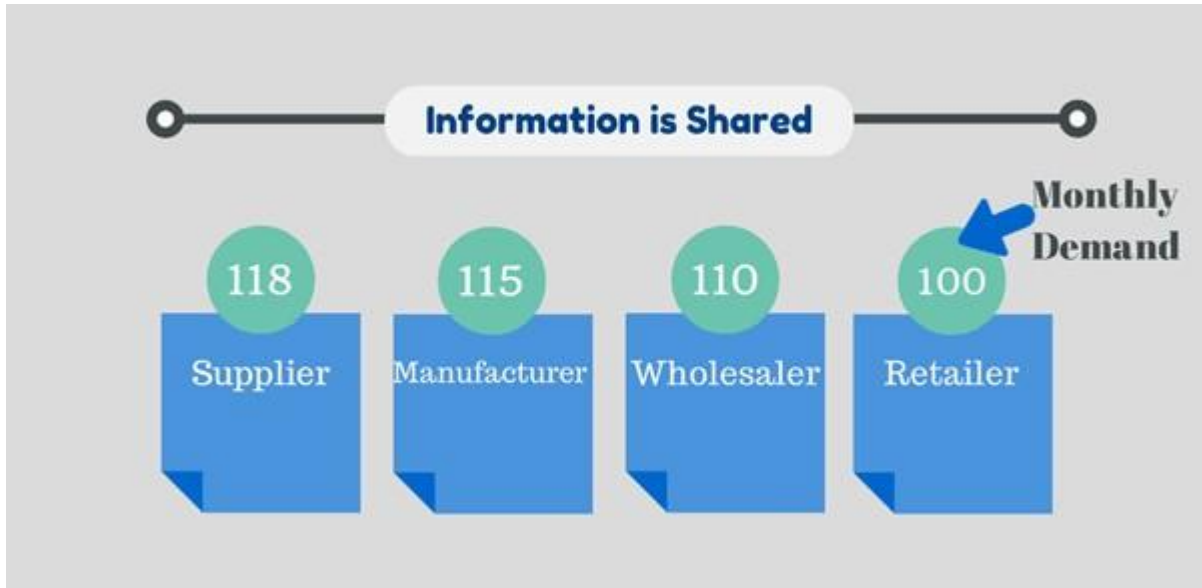 Information is Shared
Monthly
Demand
118
115
110
100
Supplier
Manufacturer
Wholesaler
Retailer